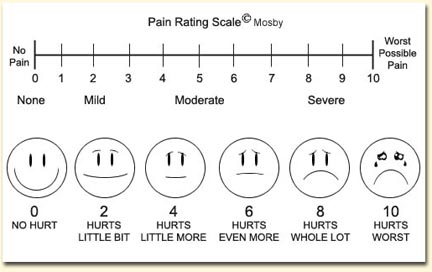 Pain Rating Scale© Mosby
No
Pain
Worst
Possible
Pain
0 1 2 3 4 5 6 7 8 9 10
None Mild Moderate Severe
0 2 4 6 8 10
NO HURT HURTS HURTS HURTS HURTS HURTS
LITTLE BIT LITTLE MORE EVEN MORE WHOLE LOT WORST